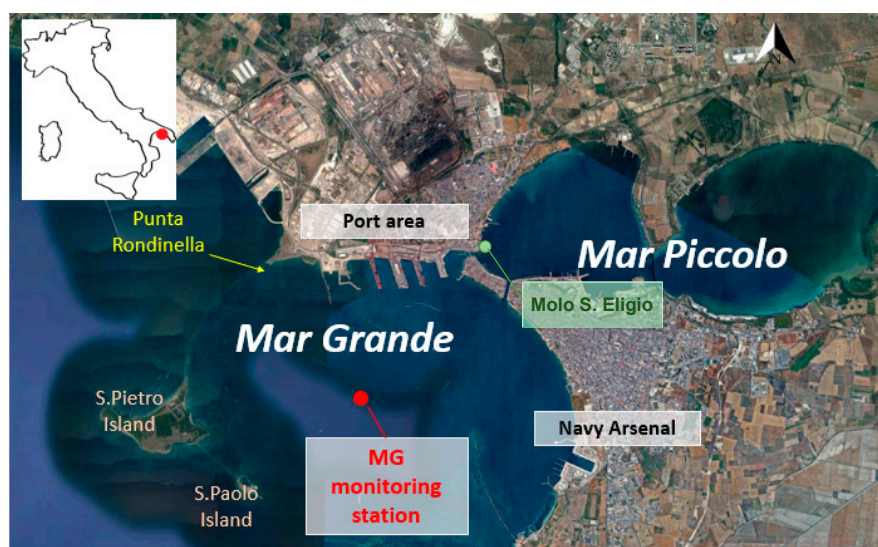 N
Punta
Rondinella
Port area
Mar Piccolo
Molo S. Eligio
Mar Grande
S.Pietro
Island
Navy Arsenal
MG
monitoring
station
S.Paolo
Island